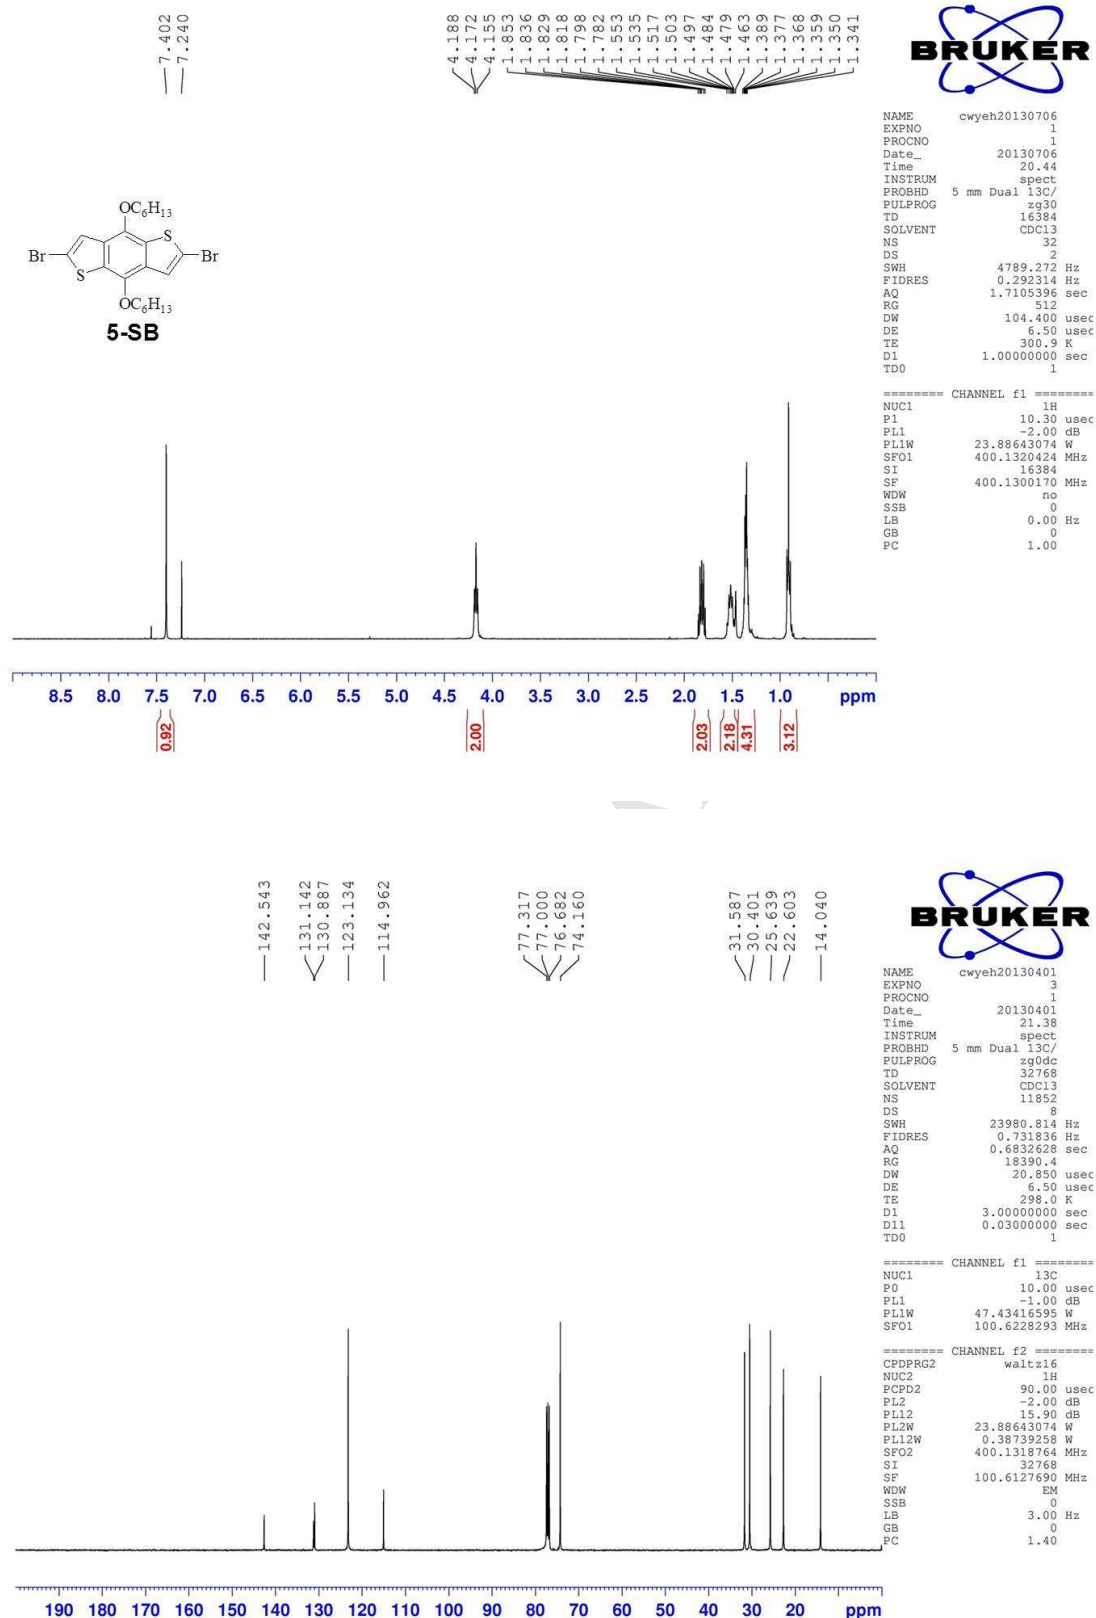 7.402
7.240
4.188
4.172
4.155
1.853
1.836
1.829
1.818
1.798
1.782
1.553
1.535
1.517
1.503
1.497
1.484
1.479
1.463
1.389
1.377
1.368
1.359
1.350
1.341
BRUKER
NAME cwyeh20130706
EXPNO 1
PROCNO 1
Date_ 20130706
Time 20.44
INSTRUM spect
PROBHD 5 mm Dual 13C/
PULPROG zg30
TD 16384
SOLVENT CDCl3
NS 32
DS 2
SWH 4789.272 Hz
FIDRES 0.292314 Hz
AQ 1.7105396 sec
RG 512
DW 104.400 usec
DE 6.50 usec
TE 300.9 K
D1 1.00000000 sec
TD0 1
======== CHANNEL f1 ========
NUC1 1H
P1 10.30 usec
PL1 -2.00 dB
PL1W 23.88643074 W
SFO1 400.1320424 MHz
SI 16384
SF 400.1300170 MHz
WDW no
SSB 0
LB 0.00 Hz
GB 0
PC 1.00
OC6H13
S
Br
Br
S
OC6H13
5-SB
8.5 8.0 7.5 7.0 6.5 6.0 5.5 5.0 4.5 4.0 3.5 3.0 2.5 2.0 1.5 1.0 ppm
0.92
2.00
2.03
2.18
4.31
3.12
142.543
131.142
130.887
123.134
114.962
77.317
77.000
76.682
74.160
31.587
30.401
25.639
22.603
14.040
BRUKER
NAME cwyeh20130401
EXPNO 3
PROCNO 1
Date_ 20130401
Time 21.38
INSTRUM spect
PROBHD 5 mm Dual 13C/
PULPROG zg0dc
TD 32768
SOLVENT CDCl3
NS 11852
DS 8
SWH 23980.814 Hz
FIDRES 0.731836 Hz
AQ 0.6832628 sec
RG 18390.4
DW 20.850 usec
DE 6.50 usec
TE 298.0 K
D1 3.00000000 sec
D11 0.03000000 sec
TD0 1
======== CHANNEL f1 ========
NUC1 13C
P0 10.00 usec
PL1 -1.00 dB
PL1W 47.43416595 W
SFO1 100.6228293 MHz
======== CHANNEL f2 ========
CPDPRG2 waltz16
NUC2 1H
PCPD2 90.00 usec
PL2 -2.00 dB
PL12 15.90 dB
PL2W 23.88643074 W
PL12W 0.38739258 W
SFO2 400.1318764 MHz
SI 32768
SF 100.6127690 MHz
WDW EM
SSB 0
LB 3.00 Hz
GB 0
PC 1.40
190 180 170 160 150 140 130 120 110 100 90 80 70 60 50 40 30 20 ppm